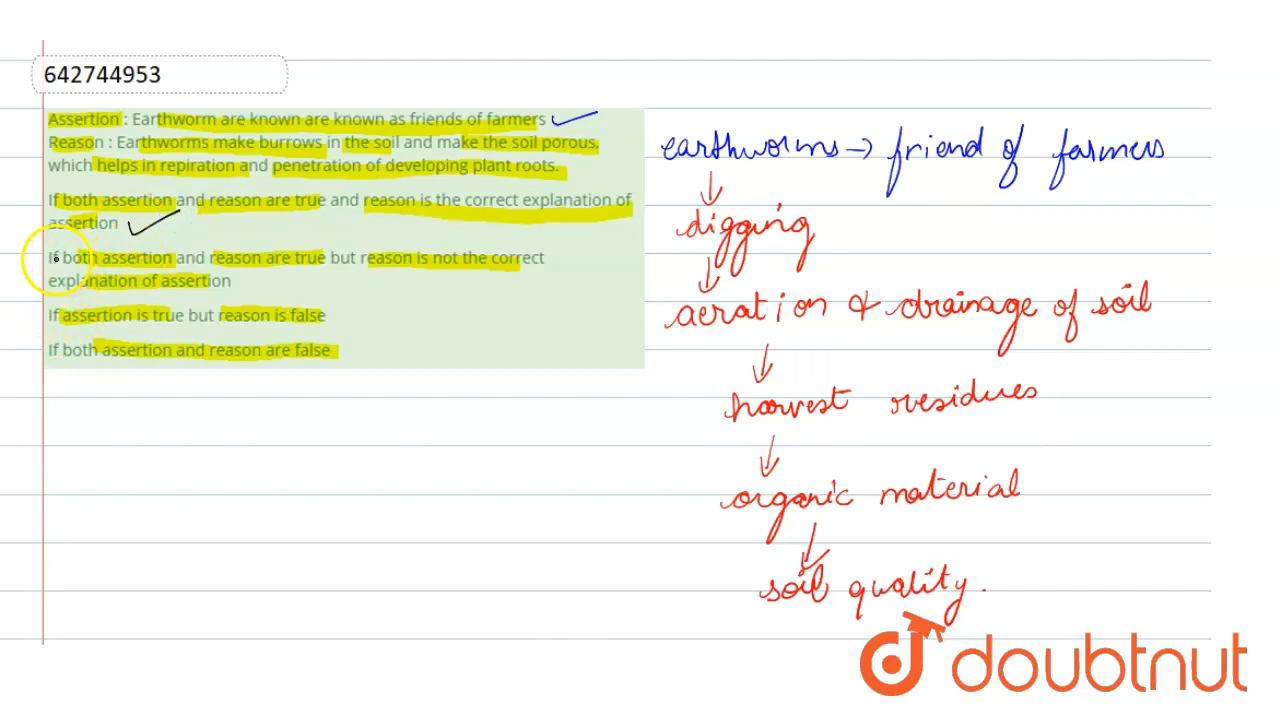 642744953
Assertion : Earthworm are known are known as friends of farmers
Reason : Earthworms make burrows in the soil and make the soil porous,
which helps in repiration and penetration of developing plant roots.
If both assertion and reason are true and reason is the correct explanation of
assertion
If both assertion and reason are true but reason is not the correct
explanation of assertion
If assertion is true but reason is false
If both assertion and reason are false
earthworms → friend of farmers
digging
aeration & drainage of soil
harvest residues
organic material
soil quality.
doubtnut